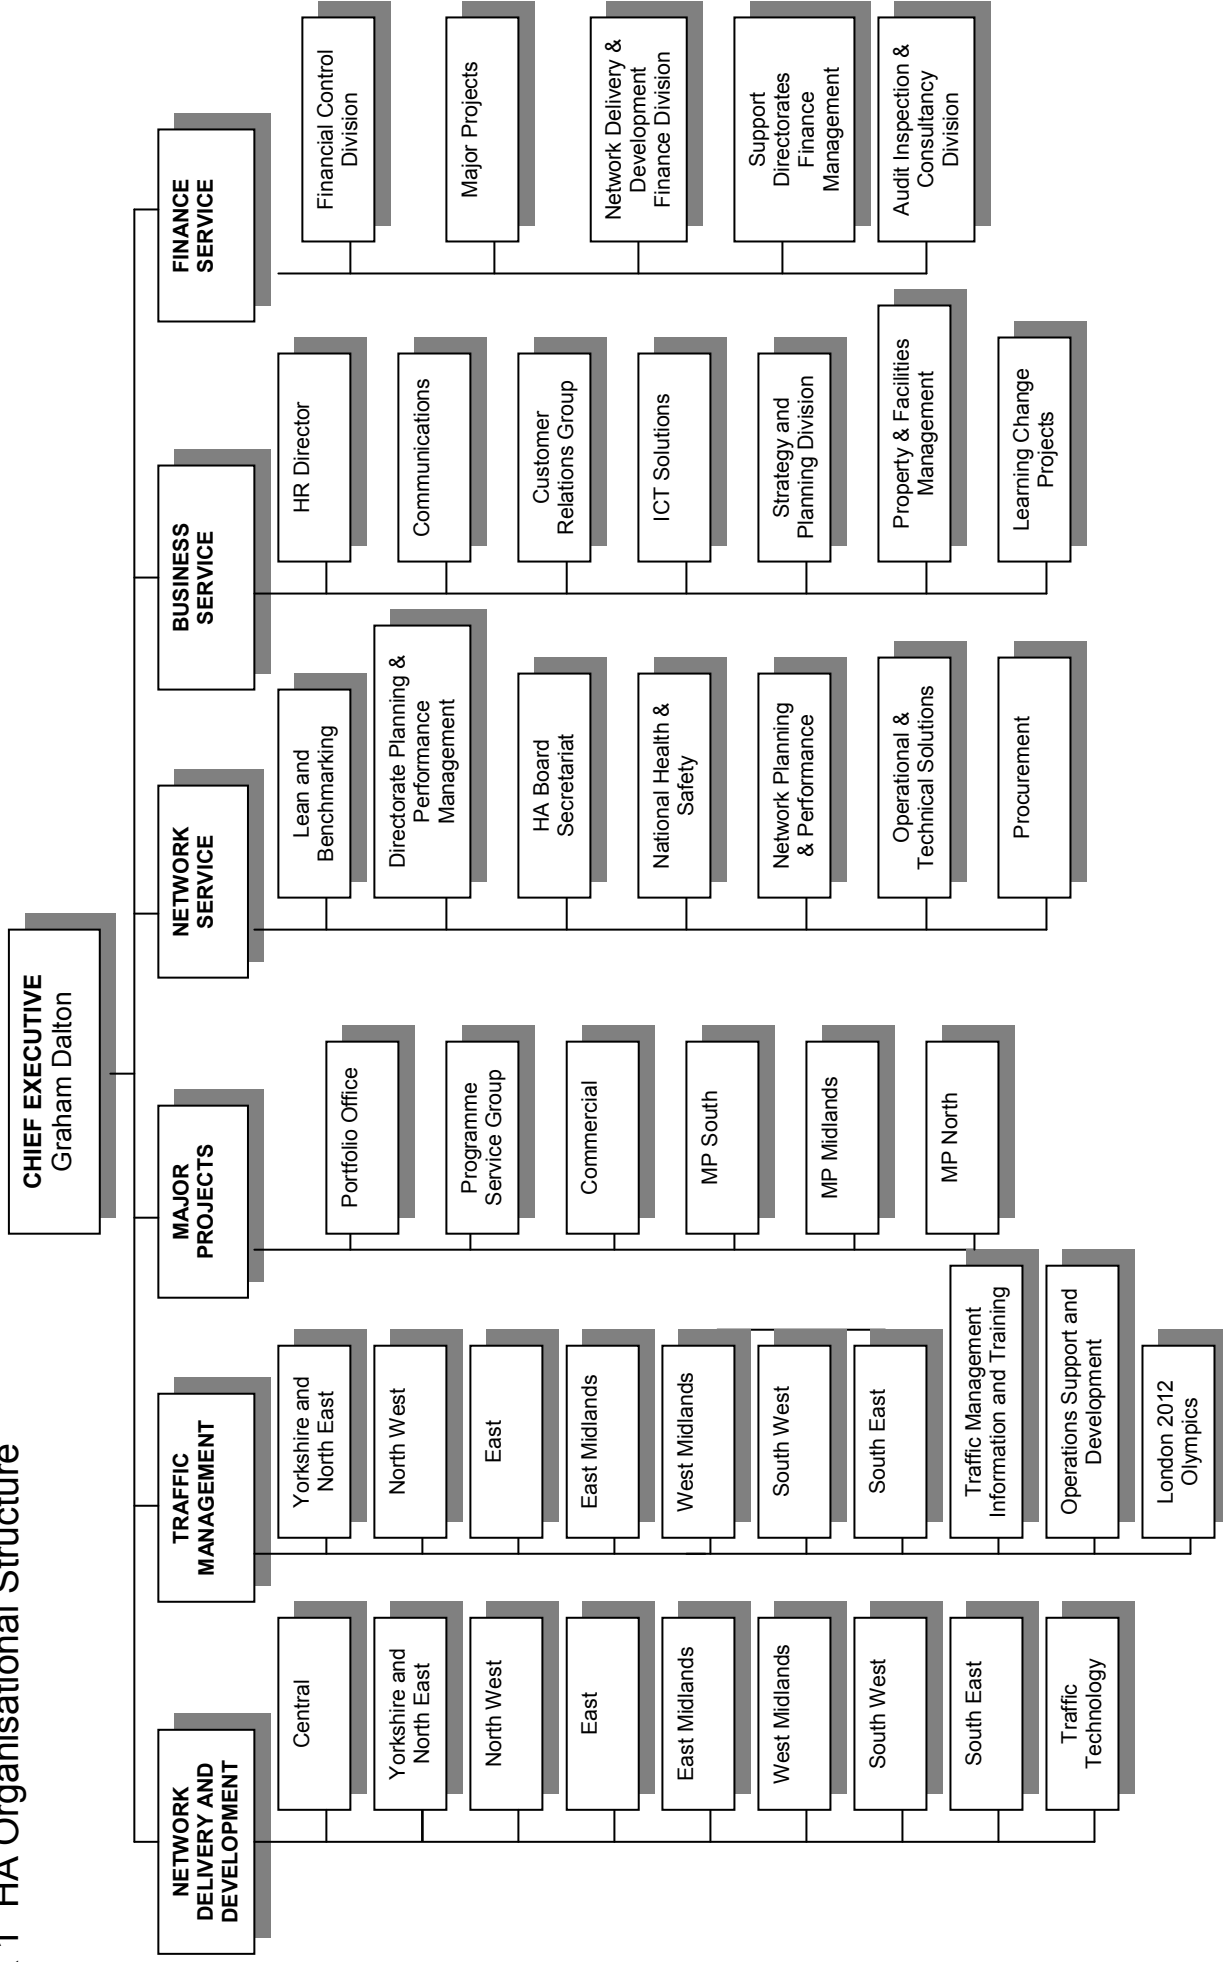 1 HA Organisational Structure
CHIEF EXECUTIVE
Graham Dalton
NETWORK
DELIVERY AND
DEVELOPMENT
Central
Yorkshire and
North East
North West
East
East Midlands
West Midlands
South West
South East
Traffic
Technology
TRAFFIC
MANAGEMENT
Yorkshire and
North East
North West
East
East Midlands
West Midlands
South West
South East
Traffic Management
Information and Training
Operations Support and
Development
London 2012
Olympics
MAJOR
PROJECTS
Portfolio Office
Programme
Service Group
Commercial
MP South
MP Midlands
MP North
NETWORK
SERVICE
Lean and
Benchmarking
Directorate Planning &
Performance
Management
HA Board
Secretariat
National Health &
Safety
Network Planning
& Performance
Operational &
Technical Solutions
Procurement
BUSINESS
SERVICE
HR Director
Communications
Customer
Relations Group
ICT Solutions
Strategy and
Planning Division
Property & Facilities
Management
Learning Change
Projects
FINANCE
SERVICE
Financial Control
Division
Major Projects
Network Delivery &
Development
Finance Division
Support
Directorates
Finance
Management
Audit Inspection &
Consultancy
Division